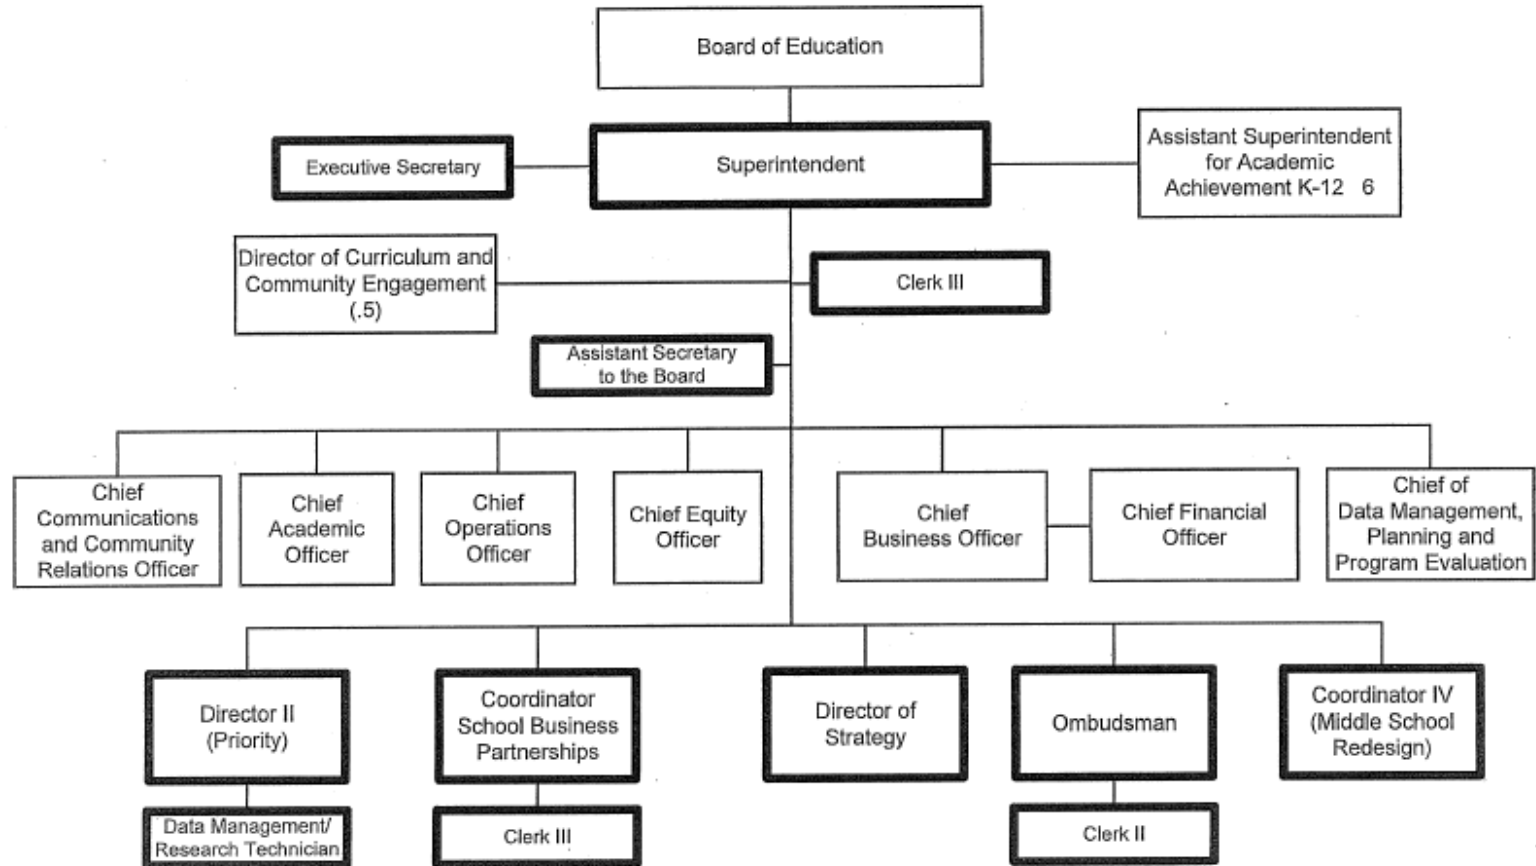 Board of Education
Executive Secretary
Superintendent
Assistant Superintendent
for Academic
Achievement K-12 6
Director of Curriculum and
Community Engagement
(.5)
Clerk III
Assistant Secretary
to the Board
Chief
Communications
and Community
Relations Officer
Chief
Academic
Officer
Chief
Operations
Officer
Chief Equity
Officer
Chief
Business Officer
Chief Financial
Officer
Chief of
Data Management,
Planning and
Program Evaluation
Director II
(Priority)
Coordinator
School Business
Partnerships
Director of
Strategy
Ombudsman
Coordinator IV
(Middle School
Redesign)
Data Management/
Research Technician
Clerk III
Clerk II